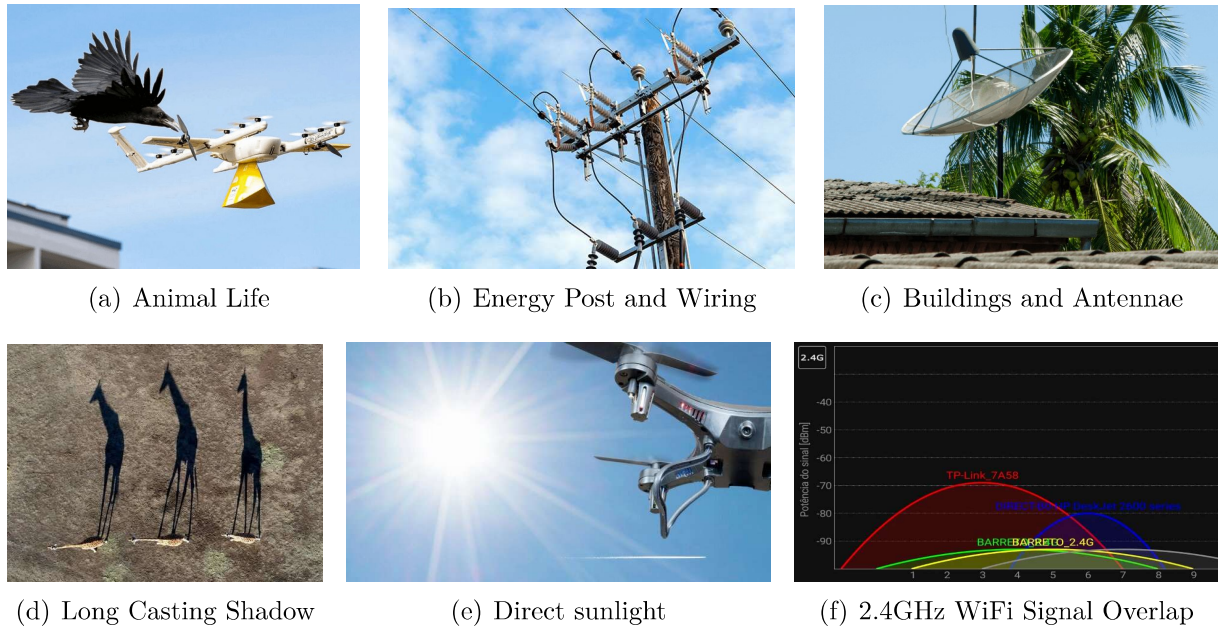 (a) Animal Life
(b) Energy Post and Wiring
(c) Buildings and Antennae
2.4G
-40
-50
-60
-70
-80
-90
Potência do sinal [dBm]
TP-Link_7A58
BARRETO_2.4G
1 2 3 4 5 6 7 8 9
(d) Long Casting Shadow
(e) Direct sunlight
(f) 2.4GHz WiFi Signal Overlap